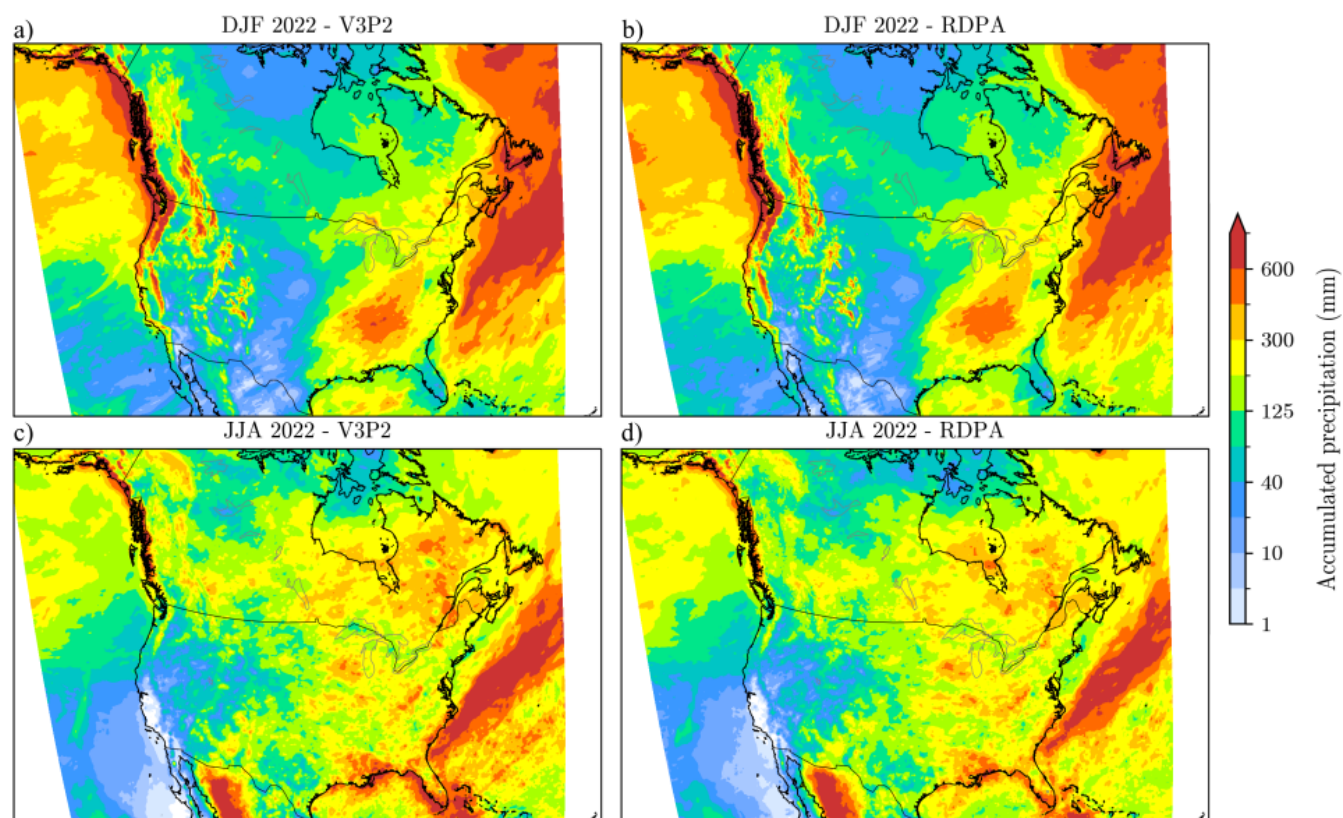 a) DJF 2022 - V3P2
b) DJF 2022 - RDPA
c) JJA 2022 - V3P2
d) JJA 2022 - RDPA
600
300
125
40
10
1
Accumulated precipitation (mm)